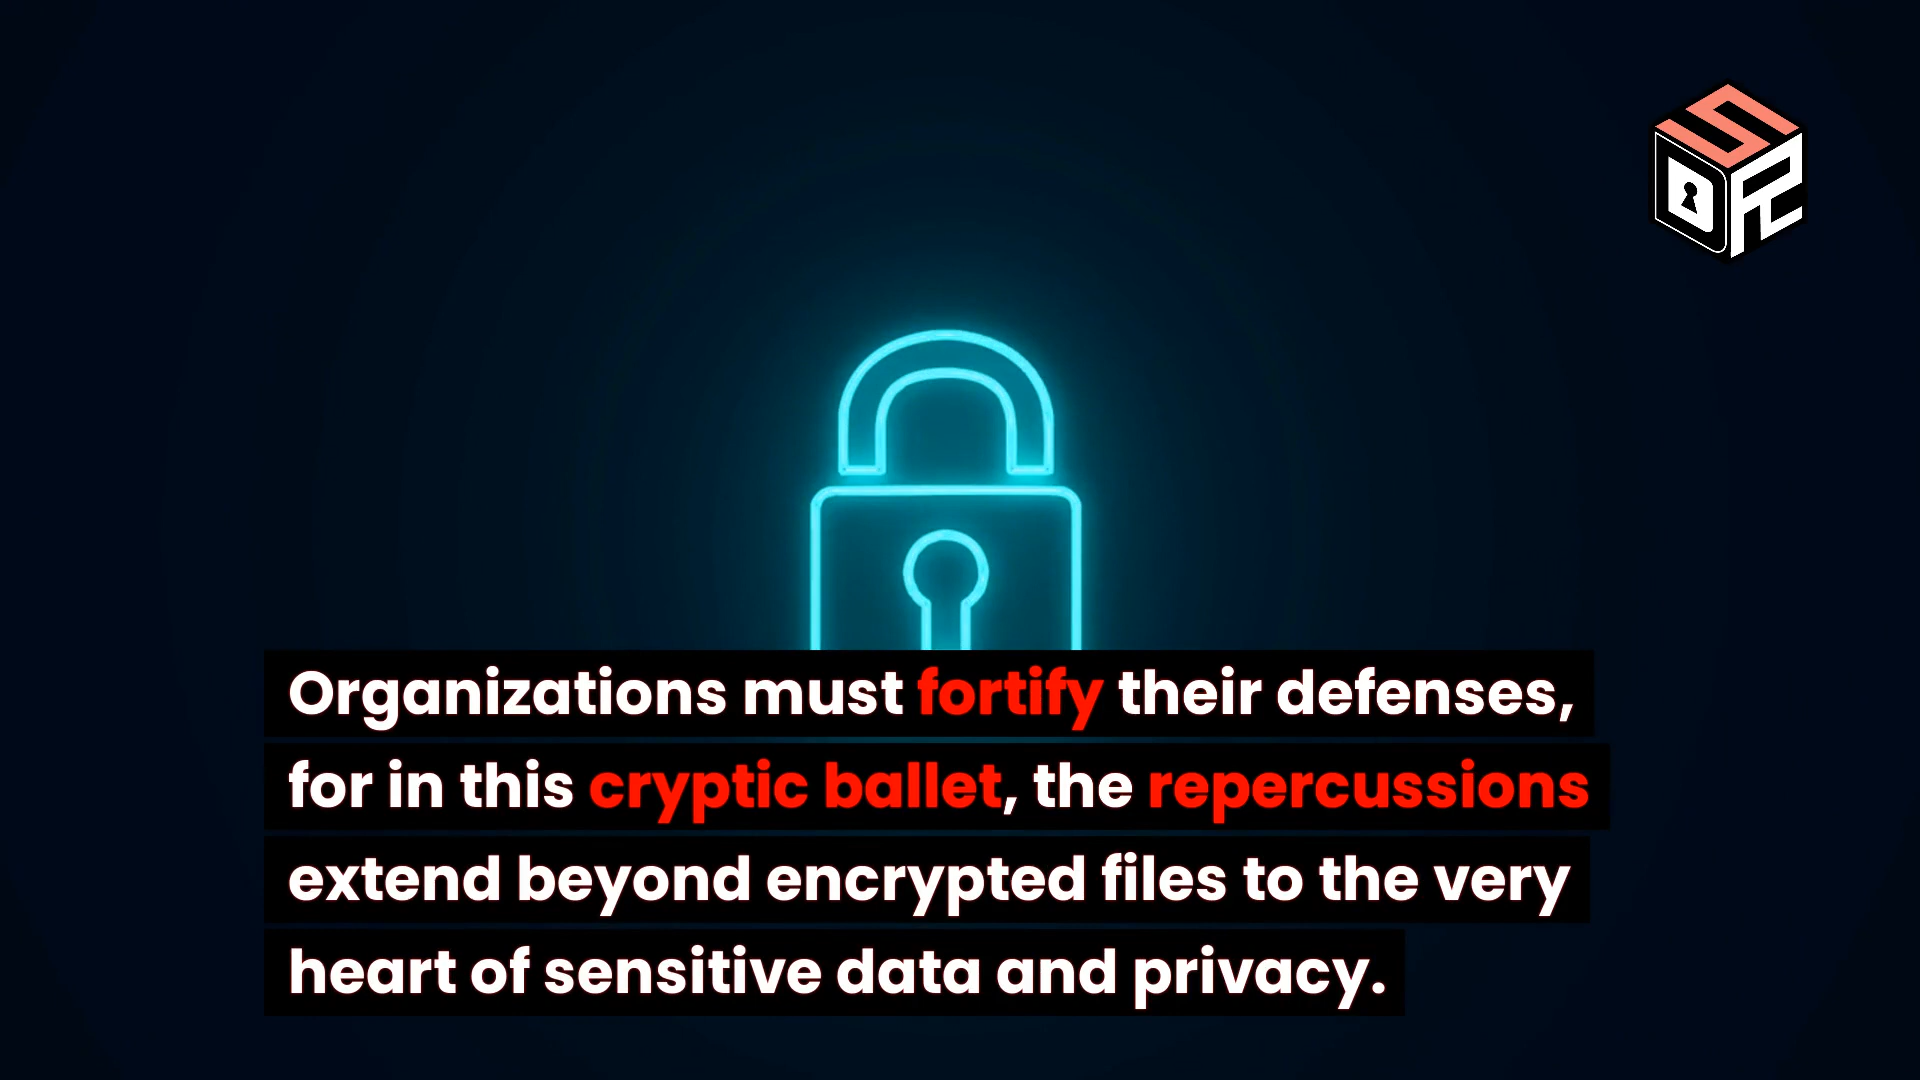 Organizations must fortify their defenses,
for in this cryptic ballet, the repercussions
extend beyond encrypted files to the very
heart of sensitive data and privacy.